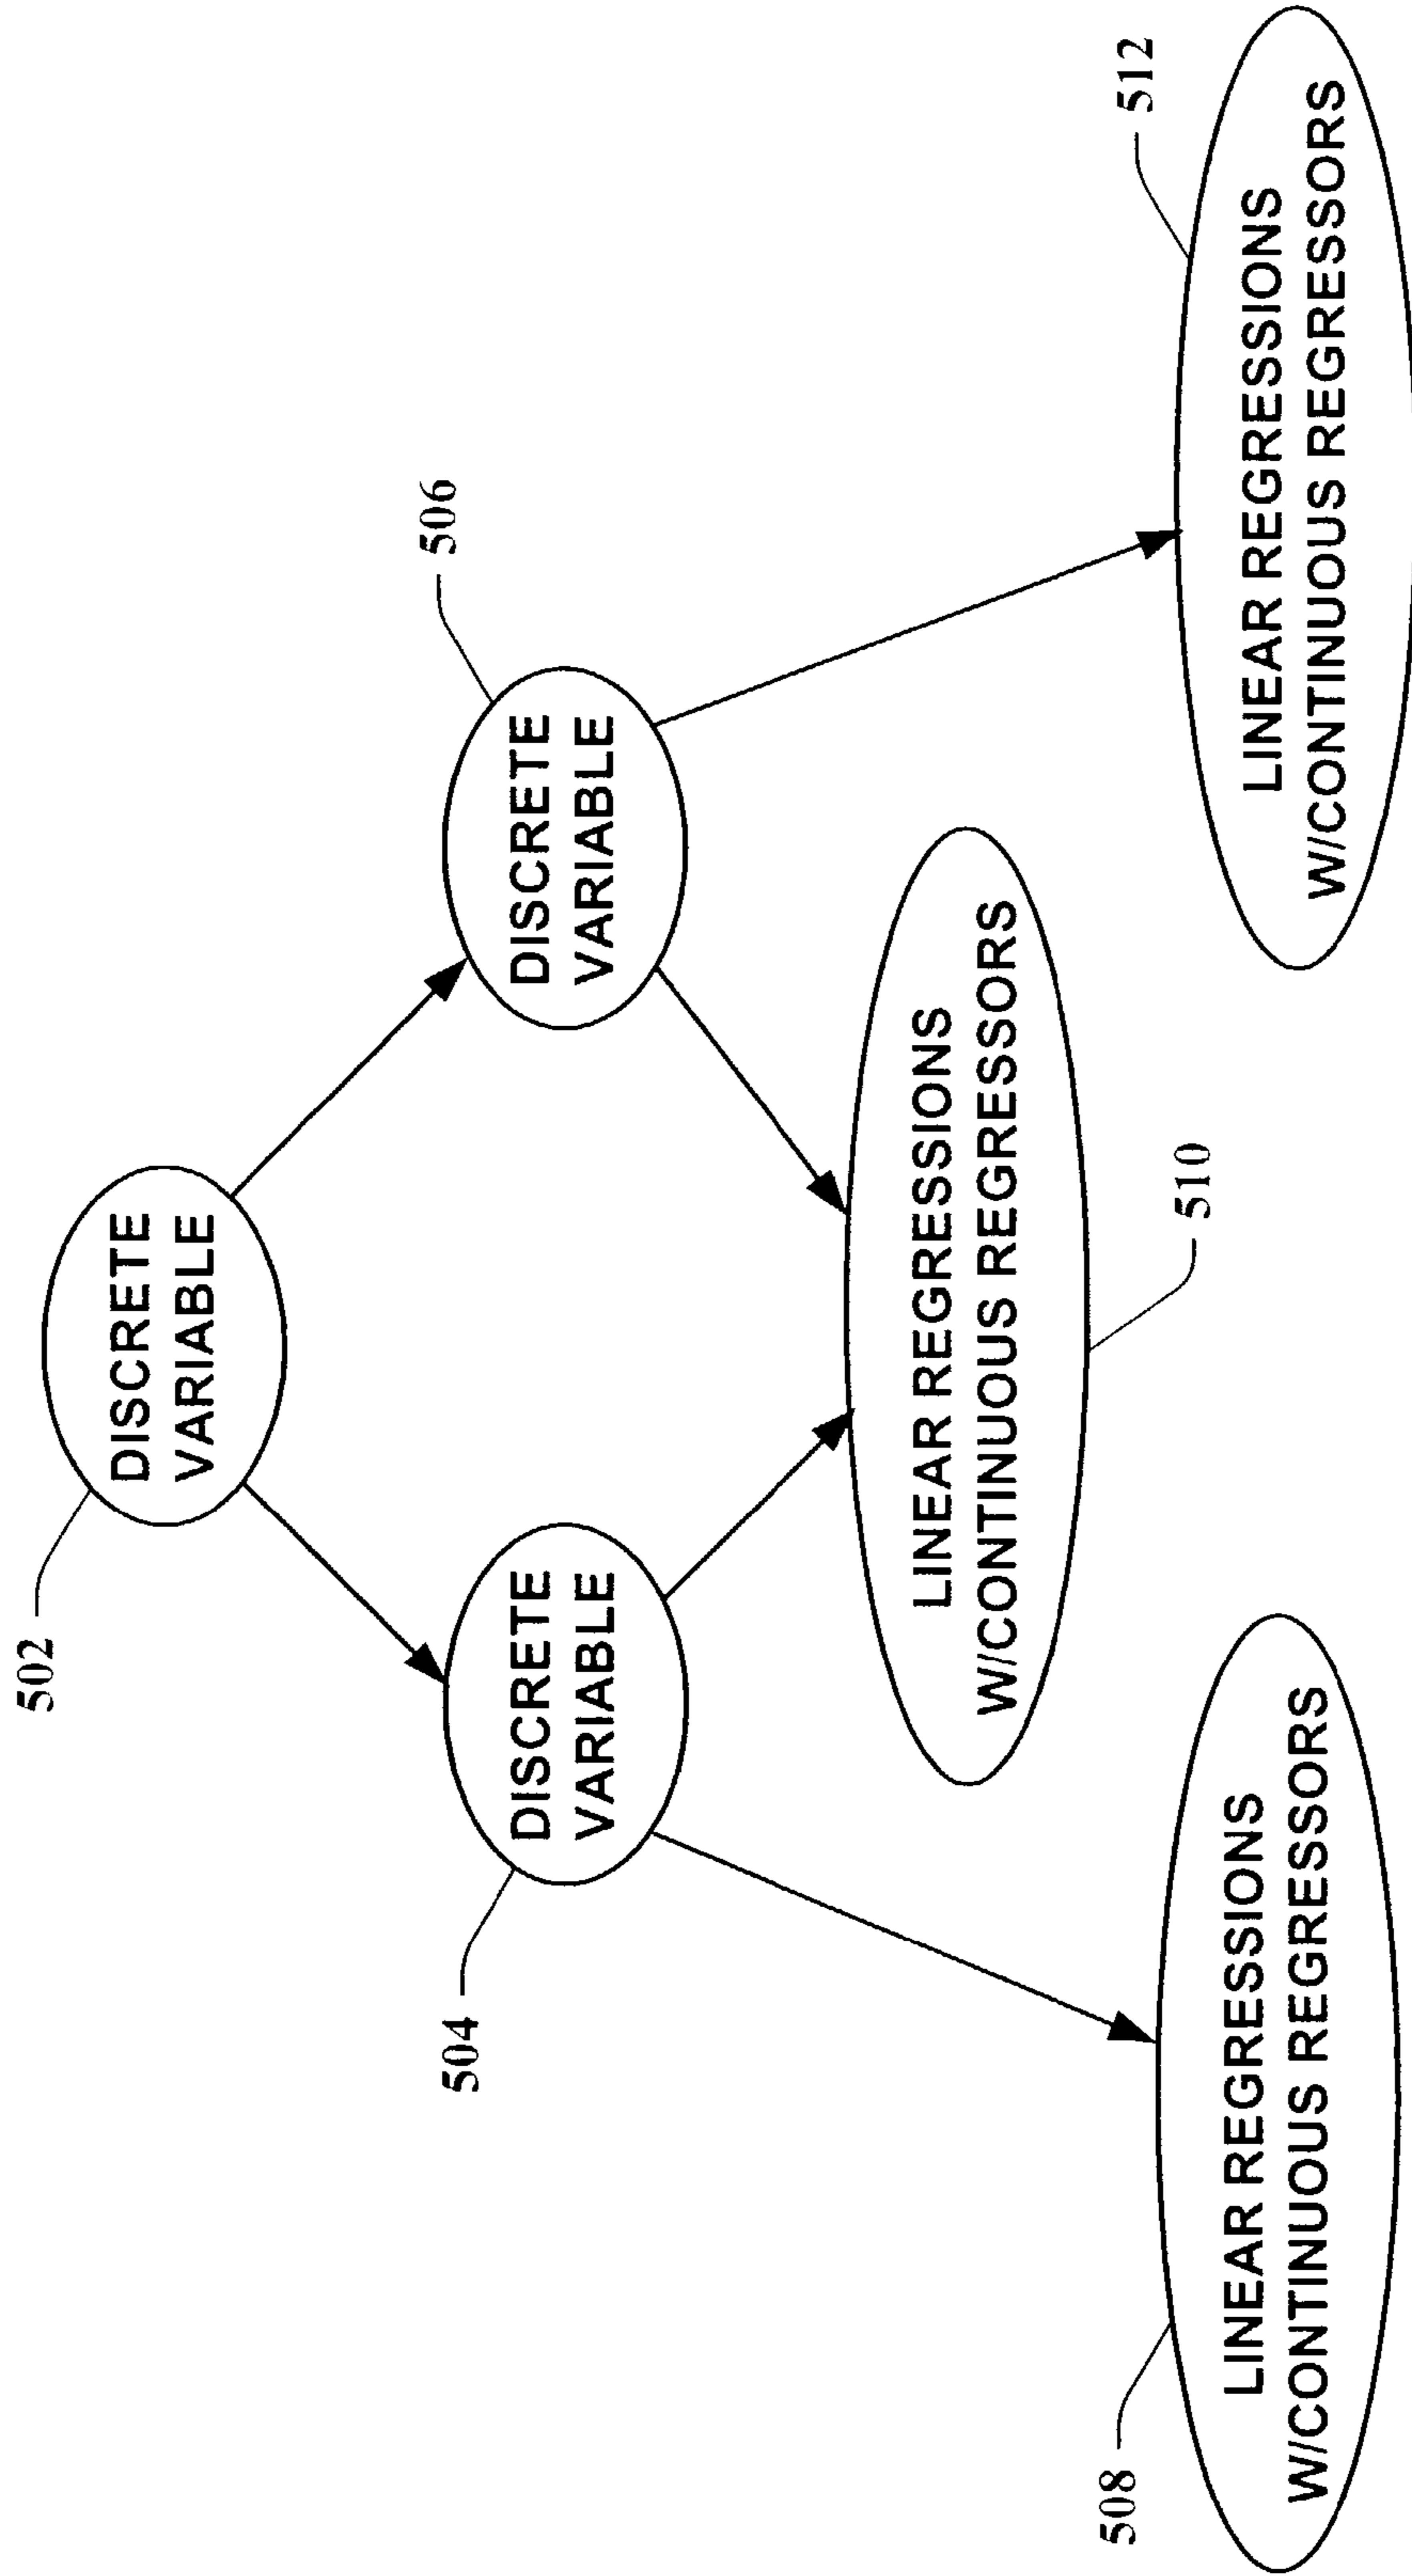 502
DISCRETE
VARIABLE
504
DISCRETE
VARIABLE
DISCRETE
VARIABLE
506
LINEAR REGRESSIONS
W/CONTINUOUS REGRESSORS
510
508
LINEAR REGRESSIONS
W/CONTINUOUS REGRESSORS
LINEAR REGRESSIONS
W/CONTINUOUS REGRESSORS
512